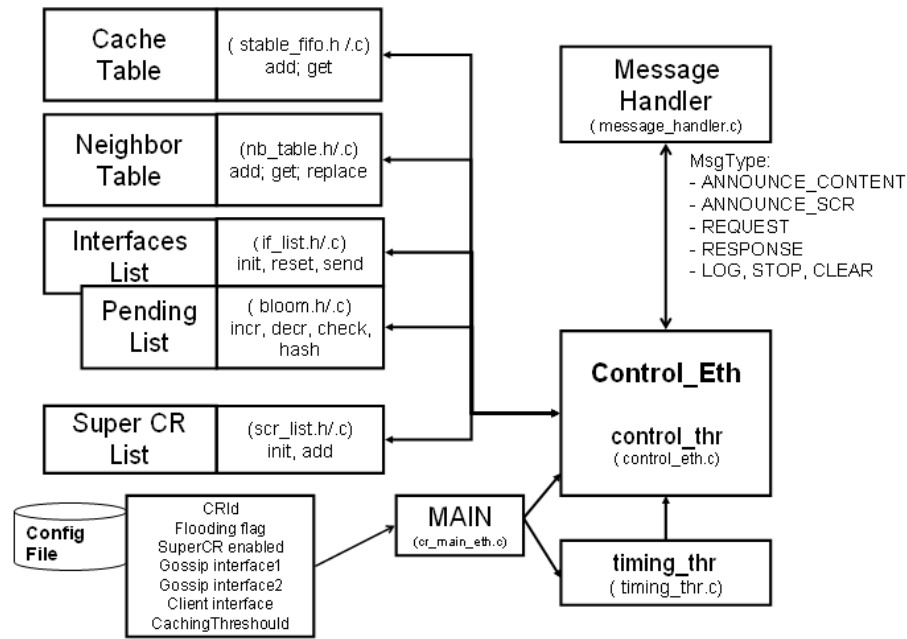 Cache
Table
( stable_fifo.h /.c)
add; get
Neighbor
Table
(nb_table.h/.c)
add; get; replace
Interfaces
List
( if_list.h/.c)
init, reset, send
Pending
List
( bloom.h/.c)
incr, decr, check,
hash
Super CR
List
(scr_list.h/.c)
init, add
Message
Handler
( message_handler.c)
MsgType:
- ANNOUNCE_CONTENT
- ANNOUNCE_SCR
- REQUEST
- RESPONSE
- LOG, STOP, CLEAR
Control_Eth
control_thr
( control_eth.c)
Config
File
CRId
Flooding flag
SuperCR enabled
Gossip interface1
Gossip interface2
Client interface
CachingThreshould
MAIN
(cr_main_eth.c)
timing_thr
( timing_thr.c)